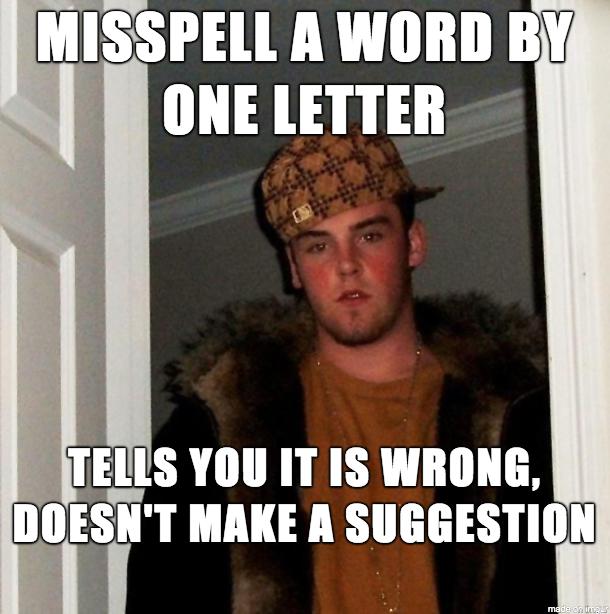 MISSPELL A WORD BY
ONE LETTER
TELLS YOU IT IS WRONG,
DOESN'T MAKE A SUGGESTION
made on imgur